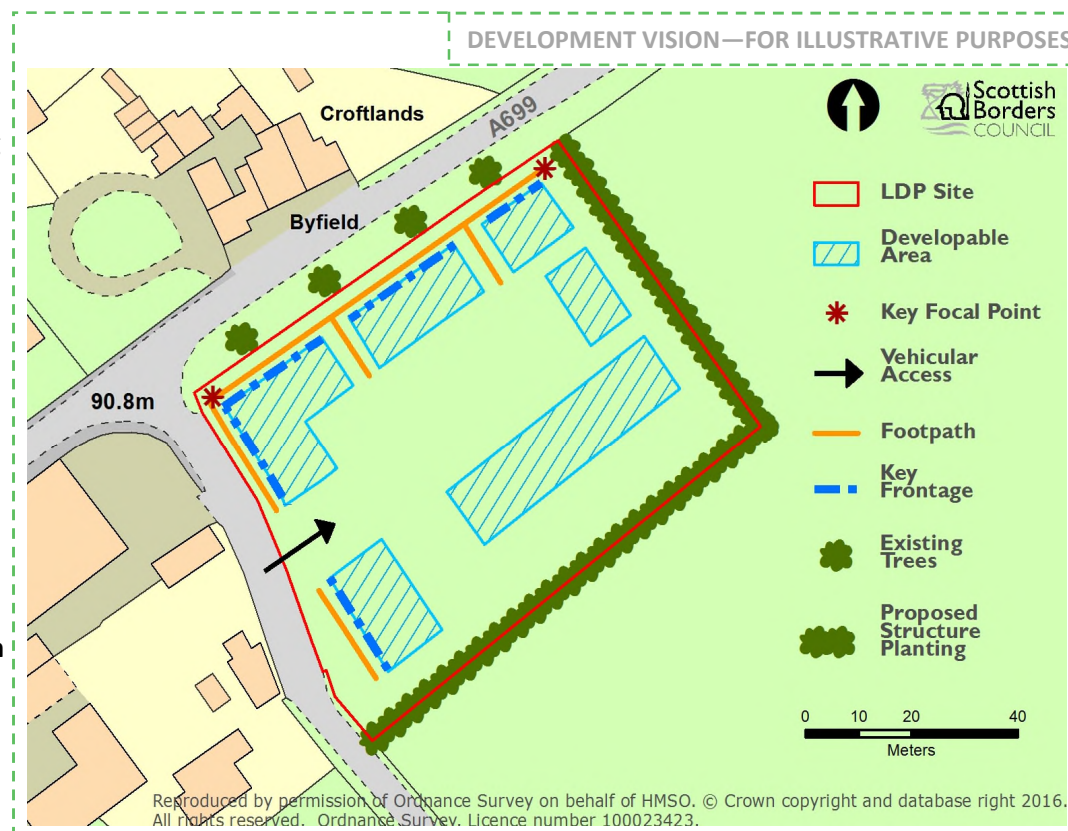 DEVELOPMENT VISION—FOR ILLUSTRATIVE PURPOSES
Croftlands
A699
Byfield
90.8m
Scottish
Borders
COUNCIL
LDP Site
Developable
Area
Key Focal Point
Vehicular
Access
Footpath
Key
Frontage
Existing
Trees
Proposed
Structure
Planting
0 10 20 40
Meters
Reproduced by permission of Ordnance Survey on behalf of HMSO. © Crown copyright and database right 2016.
All rights reserved. Ordnance Survey. Licence number 100023423.